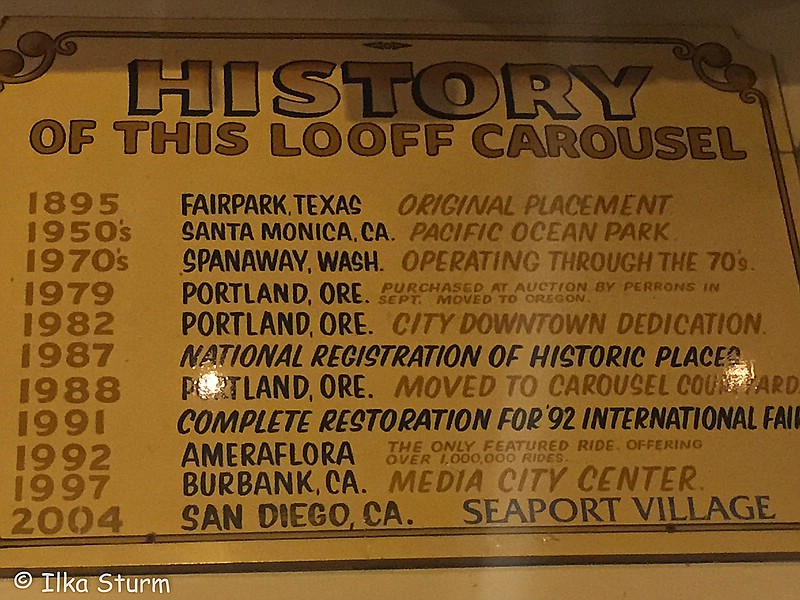 HISTORY
OF THIS LOOFF CAROUSEL
1895 FAIRPARK, TEXAS ORIGINAL PLACEMENT
1950's SANTA MONICA, CA. PACIFIC OCEAN PARK.
1970's SPANAWAY, WASH. OPERATING THROUGH THE 70's.
1979 PORTLAND, ORE. PURCHASED AT AUCTION BY PERRONS IN
SEPT. MOVED TO OREGON.
1982 PORTLAND, ORE. CITY DOWNTOWN DEDICATION.
1987 NATIONAL REGISTRATION OF HISTORIC PLACES
1988 PORTLAND, ORE. MOVED TO CAROUSEL COURTYARD
1991 COMPLETE RESTORATION FOR '92 INTERNATIONAL FAIR
1992 AMERAFLORA THE ONLY FEATURED RIDE. OFFERING
OVER 1,000,000 RIDES.
1997 BURBANK, CA. MEDIA CITY CENTER.
2004 SAN DIEGO, CA. SEAPORT VILLAGE
© Ilka Sturm